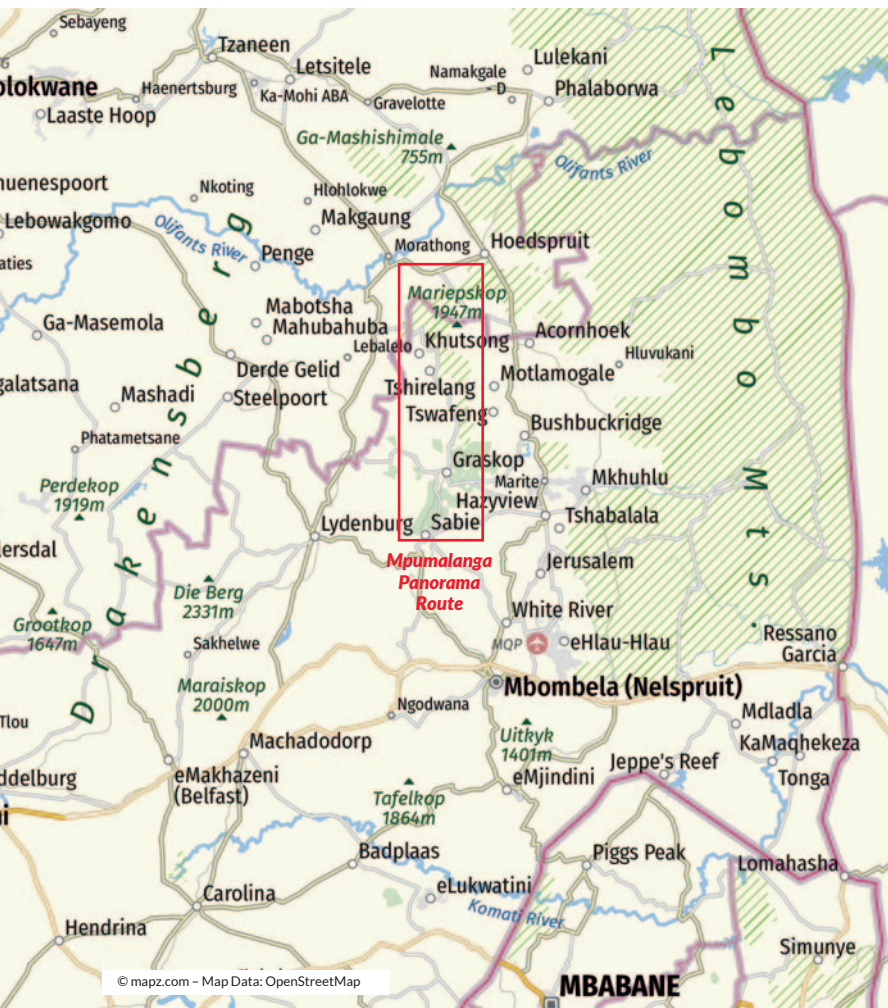 Sebayeng
Tzaneen
Letsitele
Lulekani
Namakgale
- D
Phalaborwa
olokwane
Haenertsburg
Ka-Mohi ABA
Gravelotte
Laaste Hoop
Ga-Mashishimale
755m
Olifants River
Lebombo Mts.
huenespoort
Nkoting
Hlohlokwe
Makgaung
Lebowakgomo
Olifants River
Penge
Morathong
Hoedspruit
aties
Drakensberg
Mariepskop
1947m
Mabotsha
Mahubahuba
Ga-Masemola
Lebalelo
Khutsong
Acornhoek
Hluvukani
Derde Gelid
galatsana
Mashadi
Steelpoort
Tshirelang
Motlamogale
Tswafeng
Bushbuckridge
Phatametsane
Graskop
Perdekop
1919m
Marite
Mkhuhlu
Hazyview
Lydenburg
Sabie
Tshabalala
lersdal
Mpumalanga
Panorama
Route
Jerusalem
Die Berg
2331m
Grootkop
1647m
White River
Sakhelwe
MQP
eHlau-Hlau
Ressano
Garcia
Maraiskop
2000m
Mbombela (Nelspruit)
Tlou
Ngodwana
Mdladla
Uitkyk
1401m
Machadodorp
KaMaqhekeza
Jeppe's Reef
ddelburg
eMakhazeni
(Belfast)
eMjindini
Tonga
Tafelkop
1864m
ni
Badplaas
Piggs Peak
Lomahasha
Carolina
eLukwatini
Komati River
Hendrina
Simunye
© mapz.com – Map Data: OpenStreetMap
MBABANE